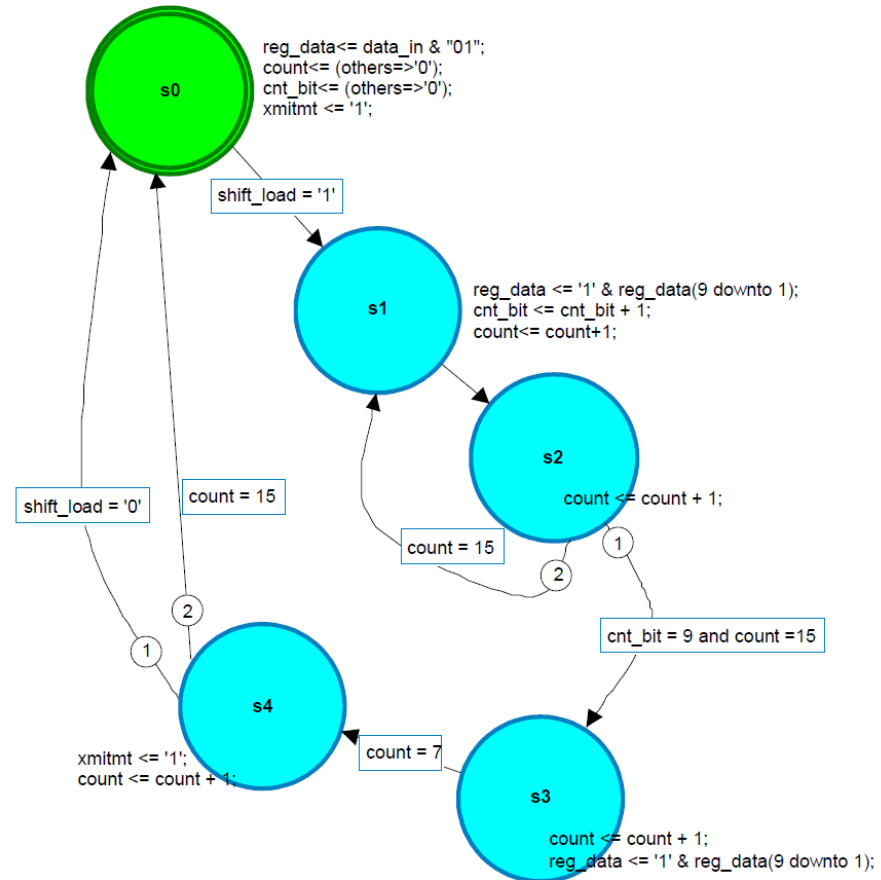 s0
reg_data<= data_in & "01";
count<= (others=>'0');
cnt_bit<= (others=>'0');
xmitmt <= '1';
shift_load = '1'
s1
reg_data <= '1' & reg_data(9 downto 1);
cnt_bit <= cnt_bit + 1;
count<= count+1;
s2
count <= count + 1;
shift_load = '0'
count = 15
count = 15
1
2
2
1
cnt_bit = 9 and count =15
s4
xmitmt <= '1';
count <= count + 1;
count = 7
s3
count <= count + 1;
reg_data <= '1' & reg_data(9 downto 1);